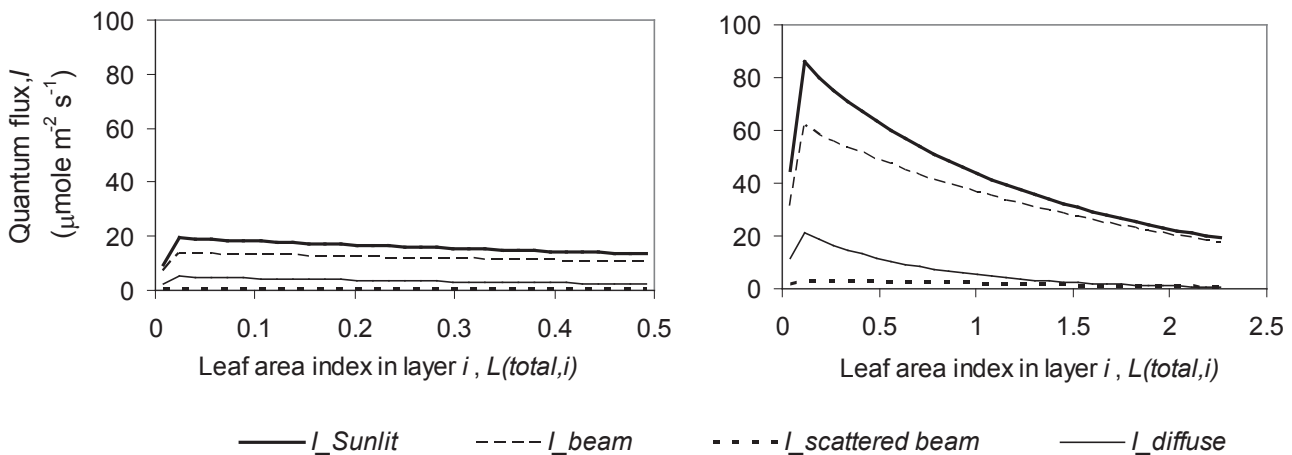 Quantum flux,I
(μmole m-2 s-1)
100
80
60
40
20
0
0 0.1 0.2 0.3 0.4 0.5
Leaf area index in layer i , L(total,i)
100
80
60
40
20
0
0 0.5 1 1.5 2 2.5
Leaf area index in layer i , L(total,i)
I_Sunlit I_beam I_scattered beam I_diffuse